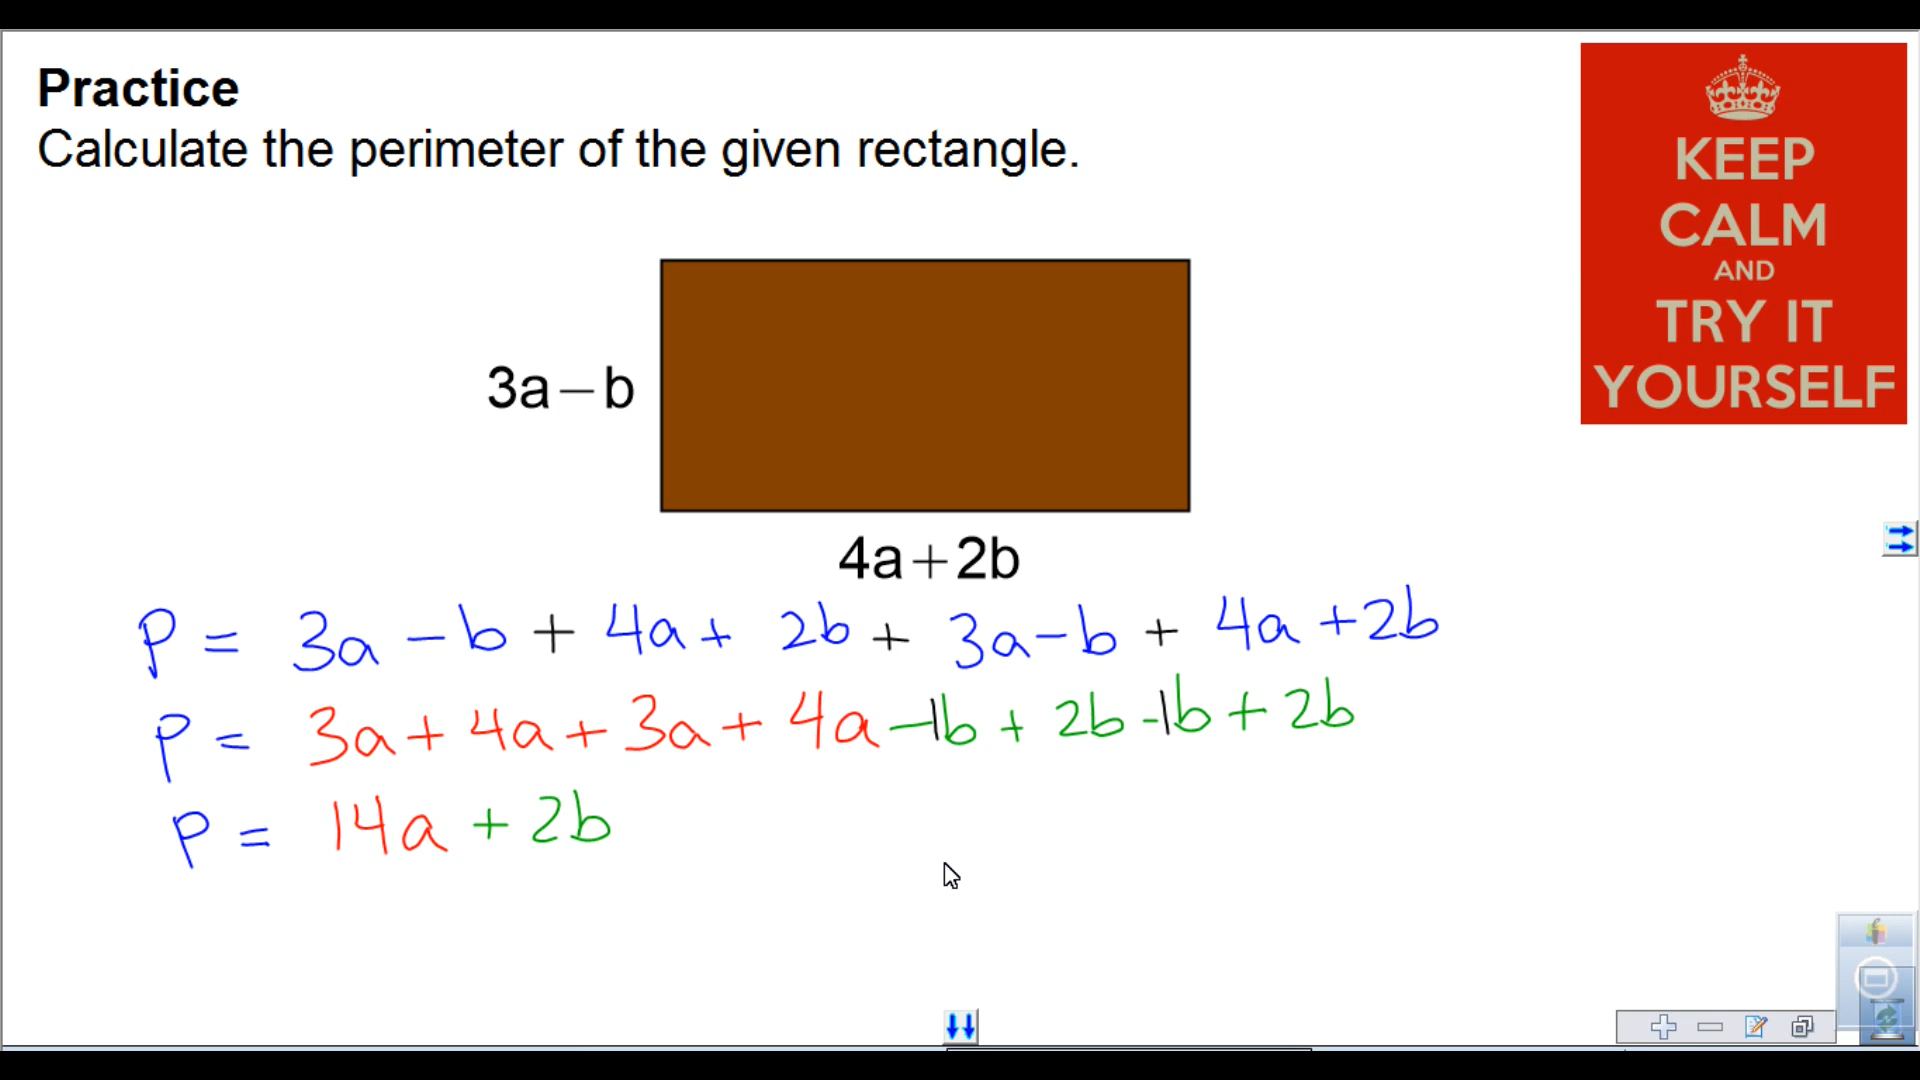 Practice
Calculate the perimeter of the given rectangle.
KEEP
CALM
AND
TRY IT
YOURSELF
3a−b
4a+2b
P = 3a − b + 4a + 2b + 3a − b + 4a + 2b
P = 3a + 4a + 3a + 4a − 1b + 2b - 1b + 2b
P = 14a + 2b